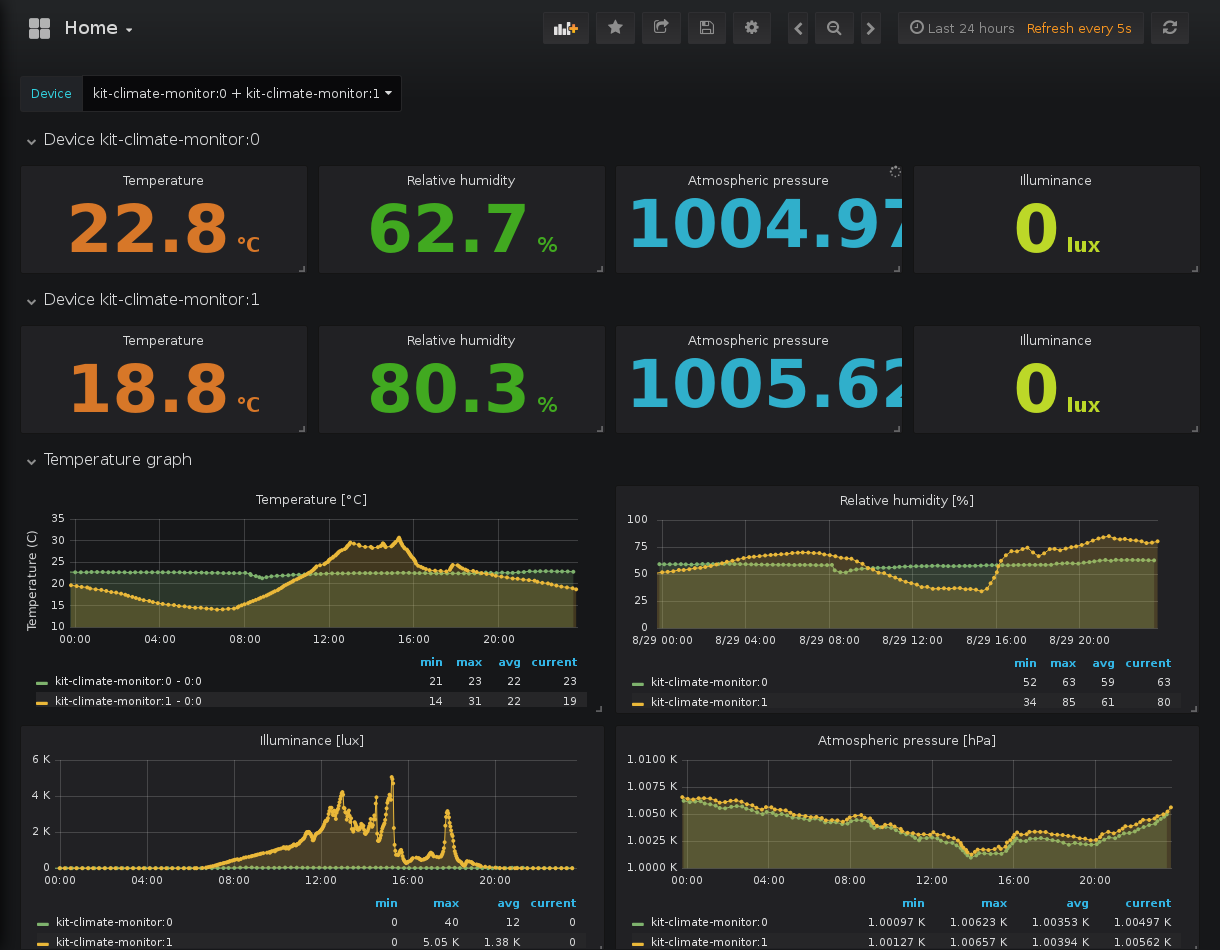 Home
Last 24 hours Refresh every 5s
Device kit-climate-monitor:0 + kit-climate-monitor:1
Device kit-climate-monitor:0
Temperature Relative humidity Atmospheric pressure Illuminance
22.8 °C 62.7 % 1004.97 0 lux
Device kit-climate-monitor:1
Temperature Relative humidity Atmospheric pressure Illuminance
18.8 °C 80.3 % 1005.62 0 lux
Temperature graph
Temperature [°C]
Temperature (C)
35
30
25
20
15
10
00:00 04:00 08:00 12:00 16:00 20:00
min max avg current
kit-climate-monitor:0 - 0:0 21 23 22 23
kit-climate-monitor:1 - 0:0 14 31 22 19
Relative humidity [%]
100
75
50
25
0
8/29 00:00 8/29 04:00 8/29 08:00 8/29 12:00 8/29 16:00 8/29 20:00
min max avg current
kit-climate-monitor:0 52 63 59 63
kit-climate-monitor:1 34 85 61 80
Illuminance [lux]
6 K
4 K
2 K
0
00:00 04:00 08:00 12:00 16:00 20:00
min max avg current
kit-climate-monitor:0 0 40 12 0
kit-climate-monitor:1 0 5.05 K 1.38 K 0
Atmospheric pressure [hPa]
1.0100 K
1.0075 K
1.0050 K
1.0025 K
1.0000 K
00:00 04:00 08:00 12:00 16:00 20:00
min max avg current
kit-climate-monitor:0 1.00097 K 1.00623 K 1.00353 K 1.00497 K
kit-climate-monitor:1 1.00127 K 1.00657 K 1.00394 K 1.00562 K